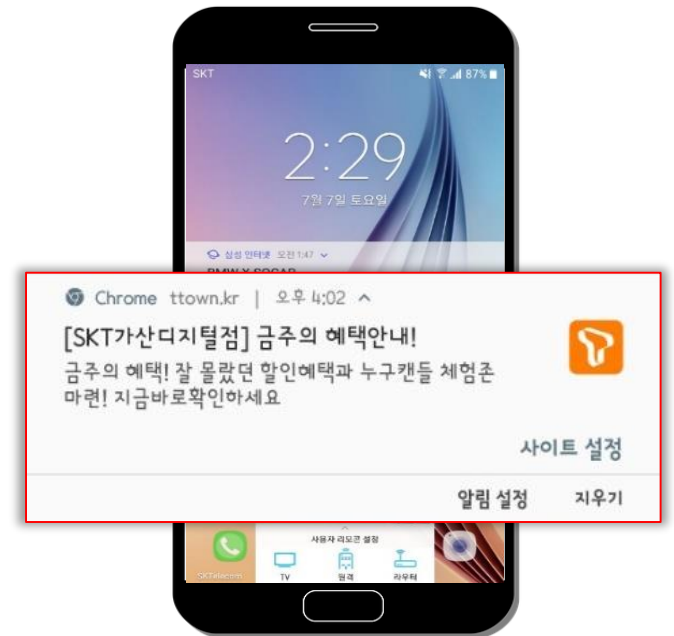 SKT 87%
2:29
7월 7일 토요일
삼성 인터넷 오전 1:47
BMW X SOCAR
Chrome ttown.kr | 오후 4:02
[SKT가산디지털점] 금주의 혜택안내!
금주의 혜택! 잘 몰랐던 할인혜택과 누구캔들 체험존
마련! 지금바로확인하세요
사이트 설정
알림 설정 지우기
사용자 리모콘 설정
SKTelecom TV 원격 라우터